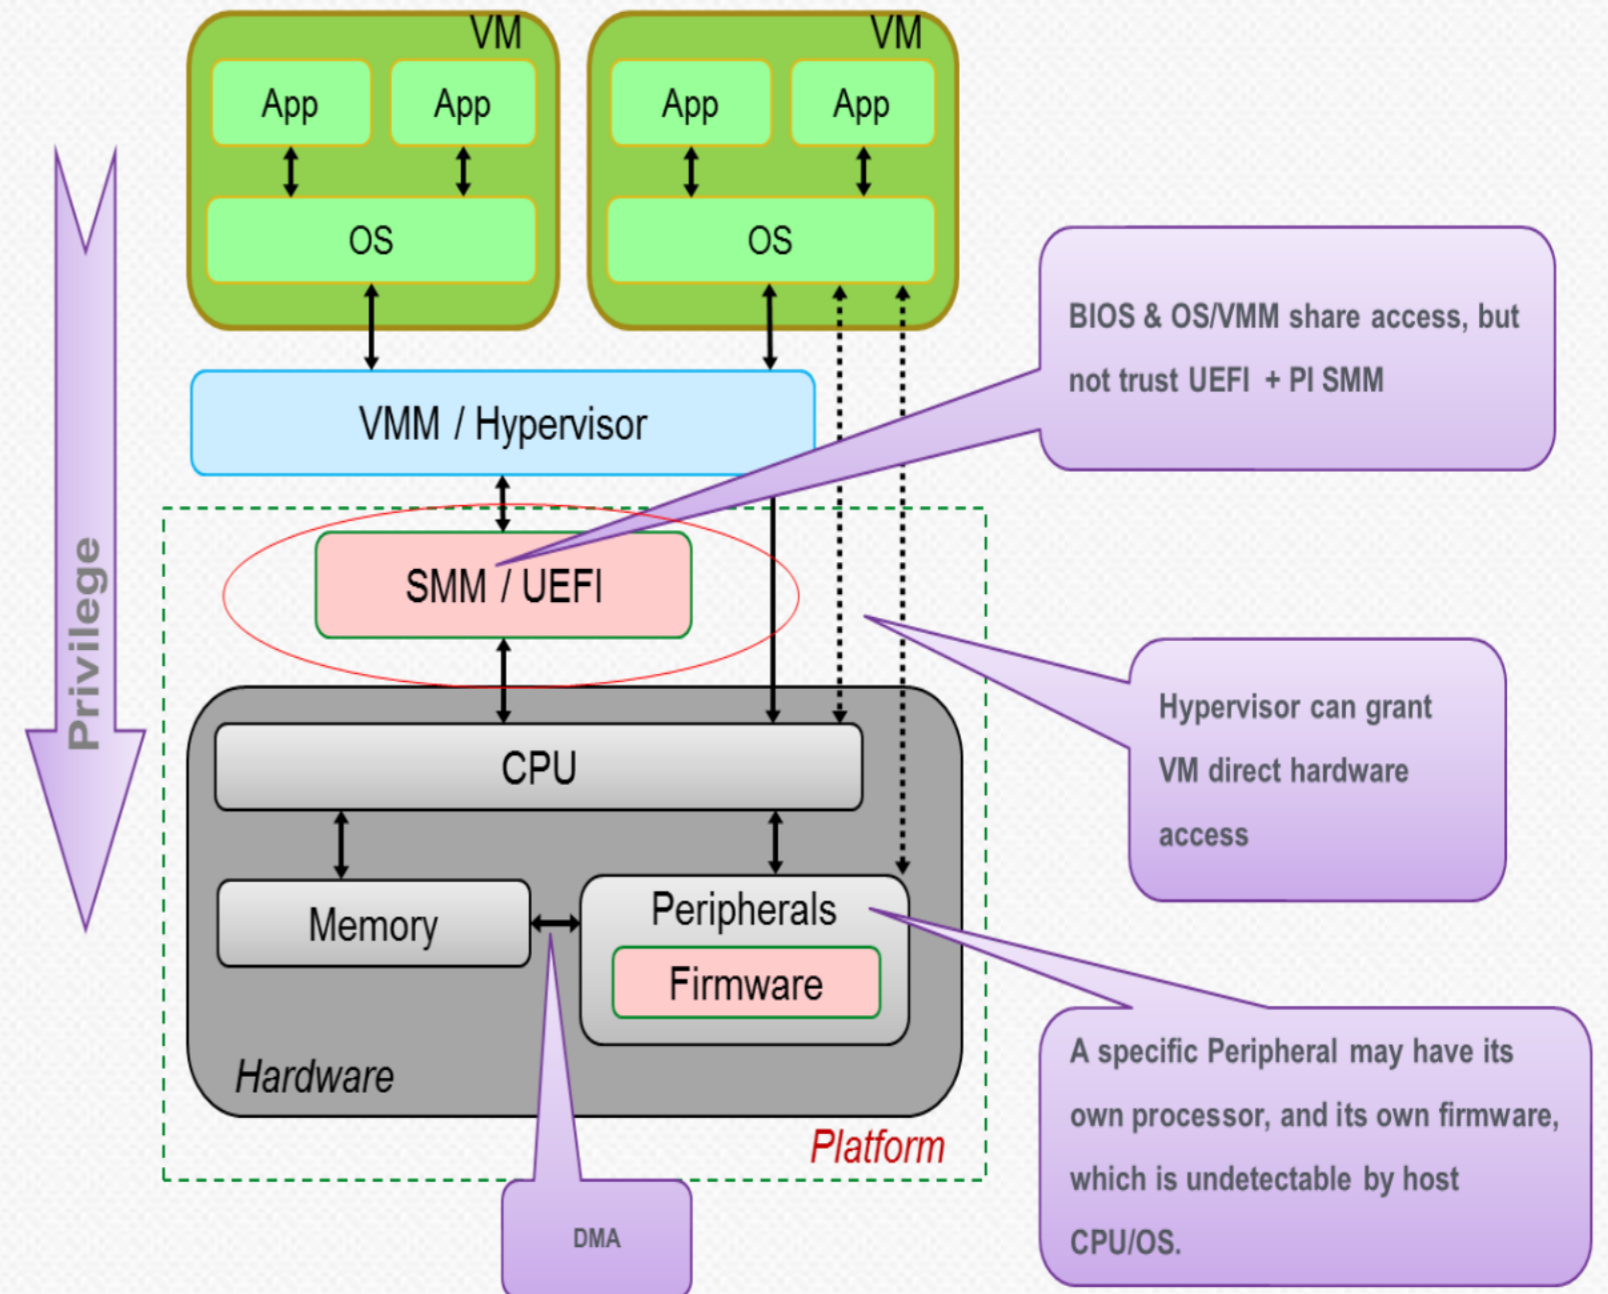 VM
VM
App
App
App
App
OS
OS
BIOS & OS/VMM share access, but
not trust UEFI + PI SMM
VMM / Hypervisor
Privilege
SMM / UEFI
Hypervisor can grant
VM direct hardware
access
CPU
Memory
Peripherals
Firmware
Hardware
Platform
A specific Peripheral may have its
own processor, and its own firmware,
which is undetectable by host
CPU/OS.
DMA